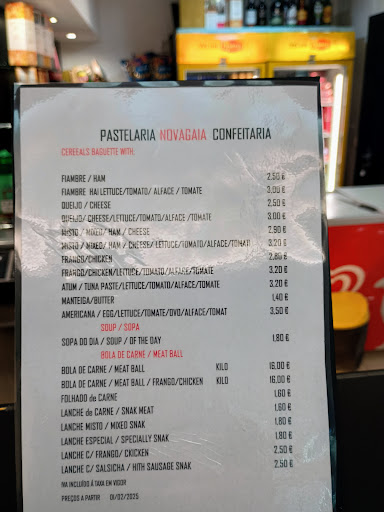 PASTELARIA NOVAGAIA CONFEITARIA
CEREEALS BAGUETTE WITH;
FIAMBRE / HAM 2.50 €
FIAMBRE HAI LETTUCE/TOMATO/ ALFACE / TOMATE 3.00 €
QUEIJO / CHEESE 2.50 €
QUEIJO/ CHEESE/LETTUCE/TOMATO/ALFACE /TOMATE 3.00 €
MISTO / MIXED/ HAM / CHEESE 2.90 €
MISTO / MIXED/ HAM / CHEESE/ LETTUCE/TOMATO/ALFACE/TOMATI 3.20 €
FRANGO/CHICKEN 2.80 €
FRANGO/CHICKEN/LETTUCE/TOMATO/ALFACE/TOMATE 3.20 €
ATUM / TUNA PASTE/LETTUCE/TOMATO/ALFACE/TOMATE 3.20 €
MANTEIGA/BUTTER 1.40 €
AMERICANA / EGG/LETTUCE/TOMATE/OVO/ALFACE/TOMAT 3.50 €
SOUP / SOPA
SOPA DO DIA / SOUP / OF THE DAY 1.80 €
BOLA DE CARNE / MEAT BALL
BOLA DE CARNE / MEAT BALL KILO 16,00 €
BOLA DE CARNE / MEAT BALL / FRANGO/CHICKEN KILO 16,00 €
FOLHADO de CARNE 1.60 €
LANCHE de CARNE / SNAK MEAT 1.60 €
LANCHE MISTO / MIXED SNAK 1.80 €
LANCHE ESPECIAL / SPECIALLY SNAK 1.80 €
LANCHE C/ FRANGO/ CHICKEN 2.50 €
LANCHE C/ SALSICHA / HITH SAUSAGE SNAK 2.50 €
IVA INCLUÍDO Á TAXA EM VIGOR
PREÇOS A PARTIR 01/02/2025